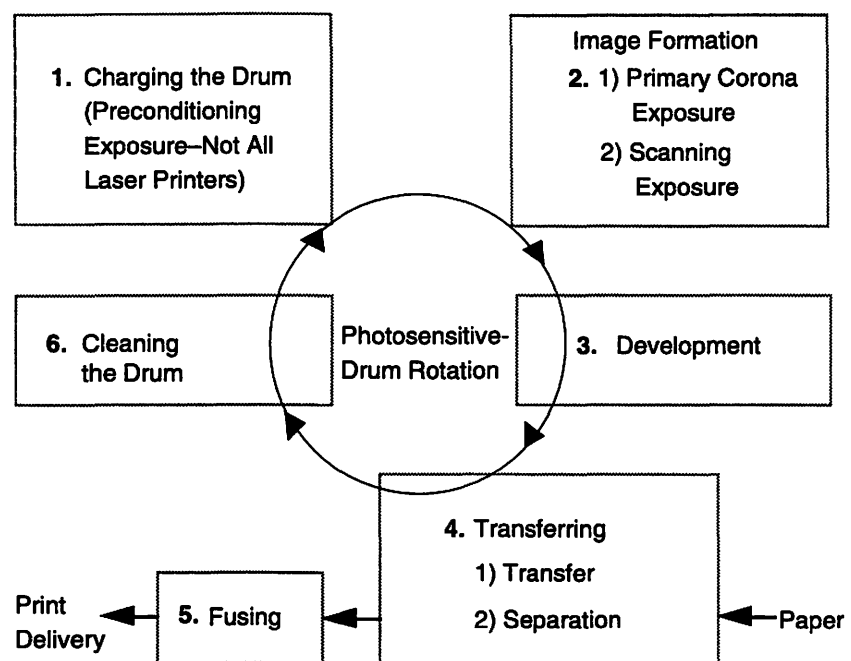 1. Charging the Drum
(Preconditioning
Exposure–Not All
Laser Printers)
Image Formation
2. 1) Primary Corona
Exposure
2) Scanning
Exposure
6. Cleaning
the Drum
Photosensitive-
Drum Rotation
3. Development
4. Transferring
1) Transfer
2) Separation
Print
Delivery
5. Fusing
Paper